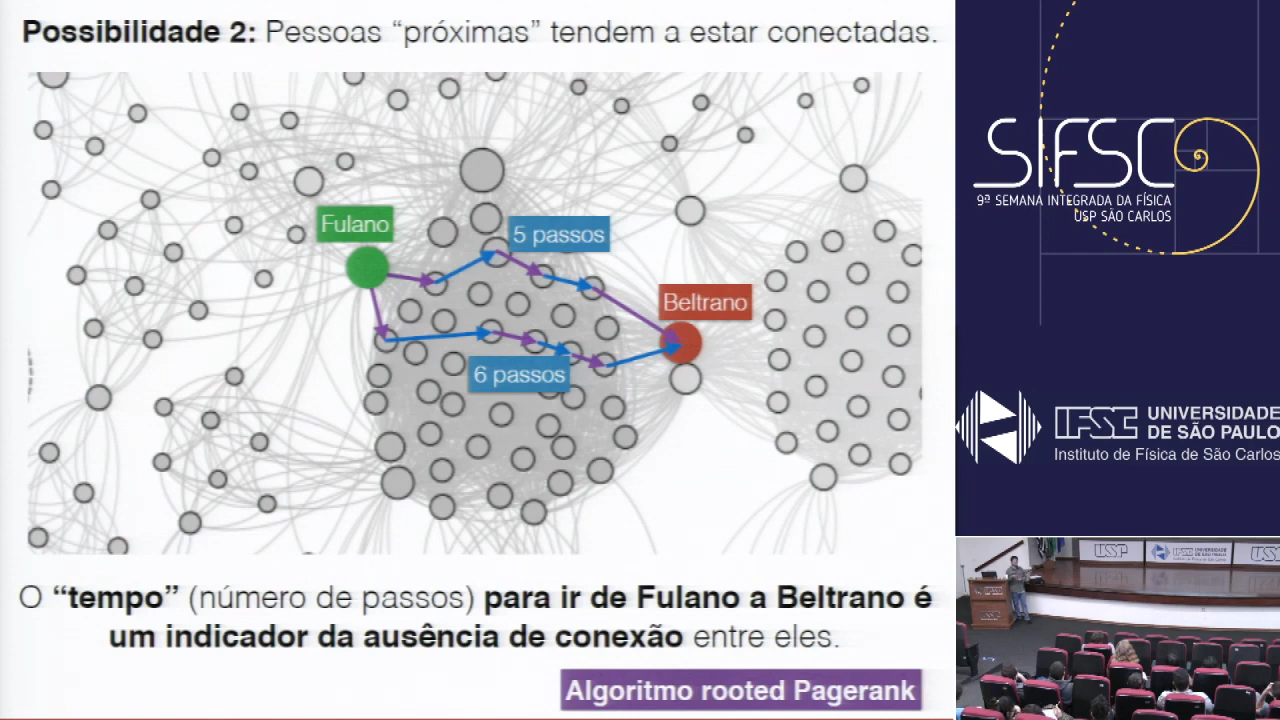 Possibilidade 2: Pessoas “próximas” tendem a estar conectadas.
Fulano
5 passos
Beltrano
6 passos
O “tempo” (número de passos) para ir de Fulano a Beltrano é
um indicador da ausência de conexão entre eles.
Algoritmo rooted Pagerank
SIFSC
9ª SEMANA INTEGRADA DA FÍSICA
USP SÃO CARLOS
IFSC
UNIVERSIDADE
DE SÃO PAULO
Instituto de Física de São Carlos
USP
IFSC